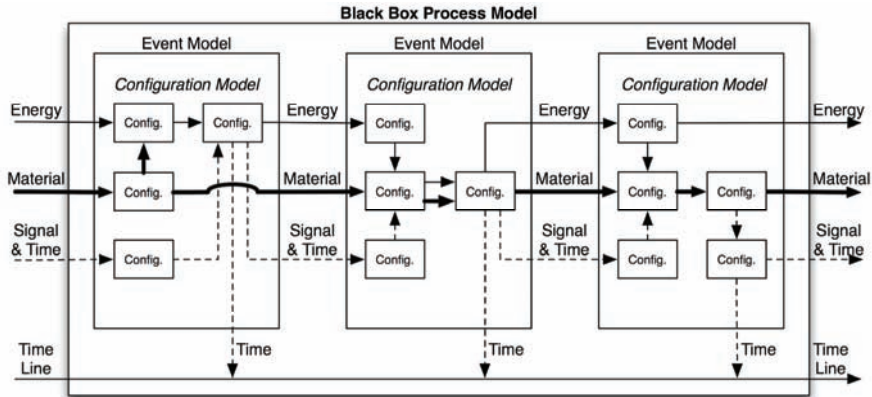 Black Box Process Model
Event Model Event Model Event Model
Configuration Model Configuration Model Configuration Model
Energy Config. Config. Energy Config. Energy Config. Energy
Material Config. Material Config. Config. Material Config. Config. Material
Signal & Time Config. Signal & Time Config. Signal & Time Config. Config. Signal & Time
Time Line Time Time Time Time Line